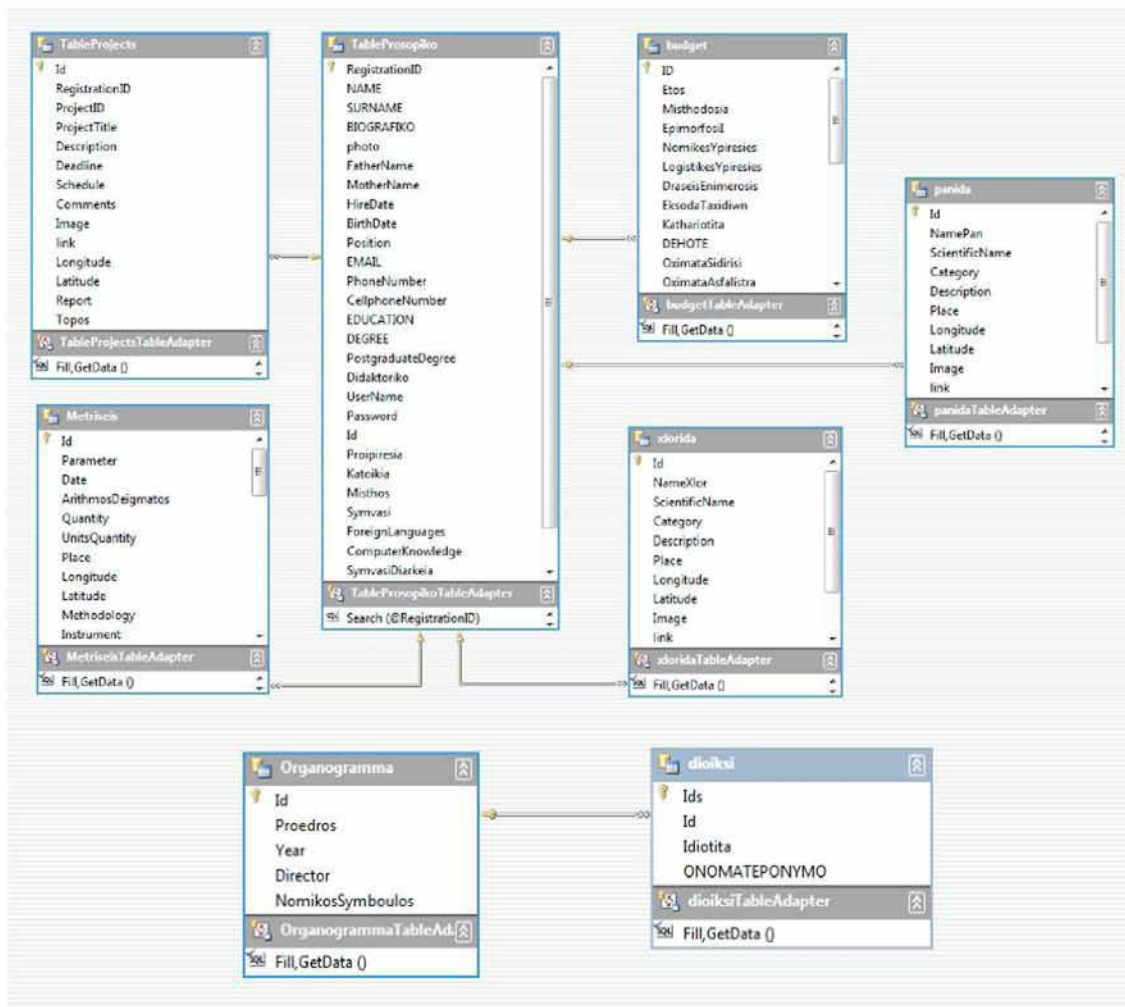 TableProjects
Id
RegistrationID
ProjectID
ProjectTitle
Description
Deadline
Schedule
Comments
Image
link
Longitude
Latitude
Report
Topos
TableProjectsTableAdapter
Fill,GetData ()
TableProsopiko
RegistrationID
NAME
SURNAME
BIOGRAFIKO
photo
FatherName
MotherName
HireDate
BirthDate
Position
EMAIL
PhoneNumber
CellphoneNumber
EDUCATION
DEGREE
PostgraduateDegree
Didaktoriko
UserName
Password
Id
Proipiresia
Katoikia
Misthos
Symvasi
ForeignLanguages
ComputerKnowledge
SymvasiDiarkeia
TableProsopikoTableAdapter
Search (@RegistrationID)
budget
ID
Etos
Misthodosia
EpimorfosiI
NomikesYpiresies
LogistikesYpiresies
DraseisEnimerosis
EksodaTaxidiwn
Kathariotita
DEHOTE
OximataSidirisi
OximataAsfalistra
budgetTableAdapter
Fill,GetData ()
panida
Id
NamePan
ScientificName
Category
Description
Place
Longitude
Latitude
Image
link
panidaTableAdapter
Fill,GetData ()
Metriseis
Id
Parameter
Date
ArithmosDeigmatos
Quantity
UnitsQuantity
Place
Longitude
Latitude
Methodology
Instrument
MetriseisTableAdapter
Fill,GetData ()
xlorida
Id
NameXlor
ScientificName
Category
Description
Place
Longitude
Latitude
Image
link
xloridaTableAdapter
Fill,GetData ()
Organogramma
Id
Proedros
Year
Director
NomikosSymboulos
OrganogrammaTableAd
Fill,GetData ()
dioiksi
Ids
Id
Idiotita
ONOMATEPONYMO
dioiksiTableAdapter
Fill,GetData ()